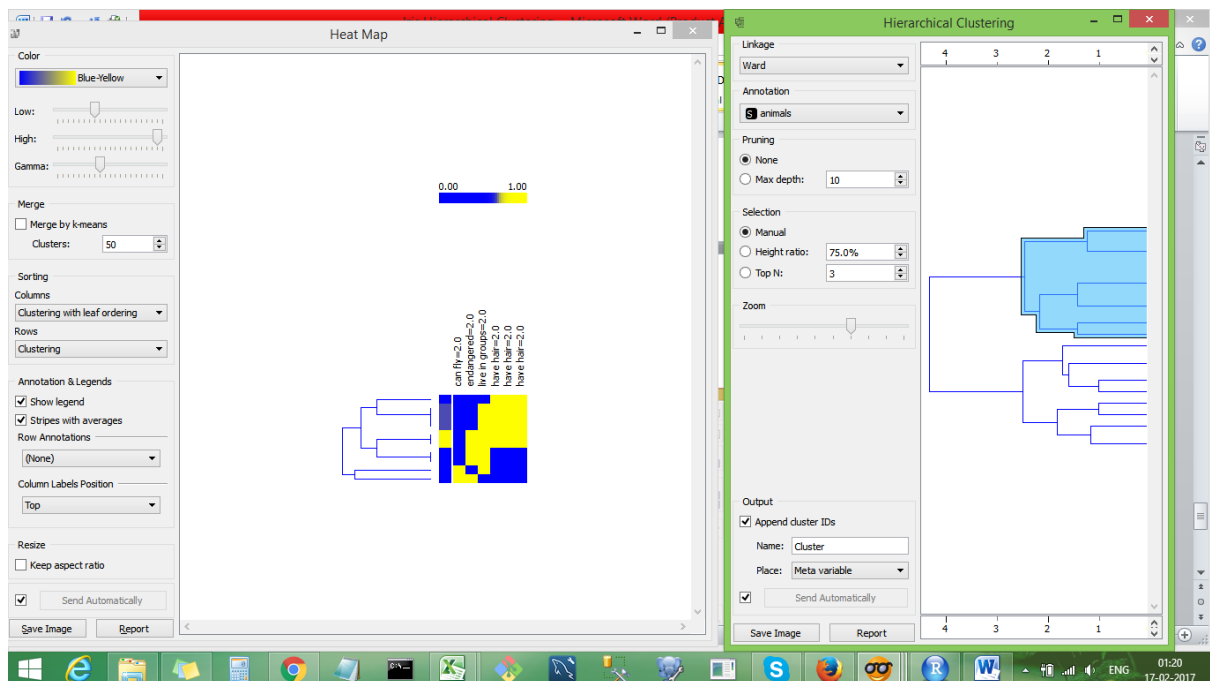 Heat Map
Color
Blue-Yellow
Low:
High:
Gamma:
Merge
Merge by k-means
Clusters: 50
Sorting
Columns
Clustering with leaf ordering
Rows
Clustering
Annotation & Legends
Show legend
Stripes with averages
Row Annotations
(None)
Column Labels Position
Top
Resize
Keep aspect ratio
Send Automatically
Save Image Report
0.00 1.00
can fly=2.0
endangered=2.0
live in groups=2.0
have hair=2.0
have hair=2.0
have hair=2.0
Hierarchical Clustering
Linkage
Ward
Annotation
S animals
Pruning
None
Max depth: 10
Selection
Manual
Height ratio: 75.0%
Top N: 3
Zoom
Output
Append cluster IDs
Name: Cluster
Place: Meta variable
Send Automatically
Save Image Report
4 3 2 1
4 3 2 1
ENG
01:20
17-02-2017